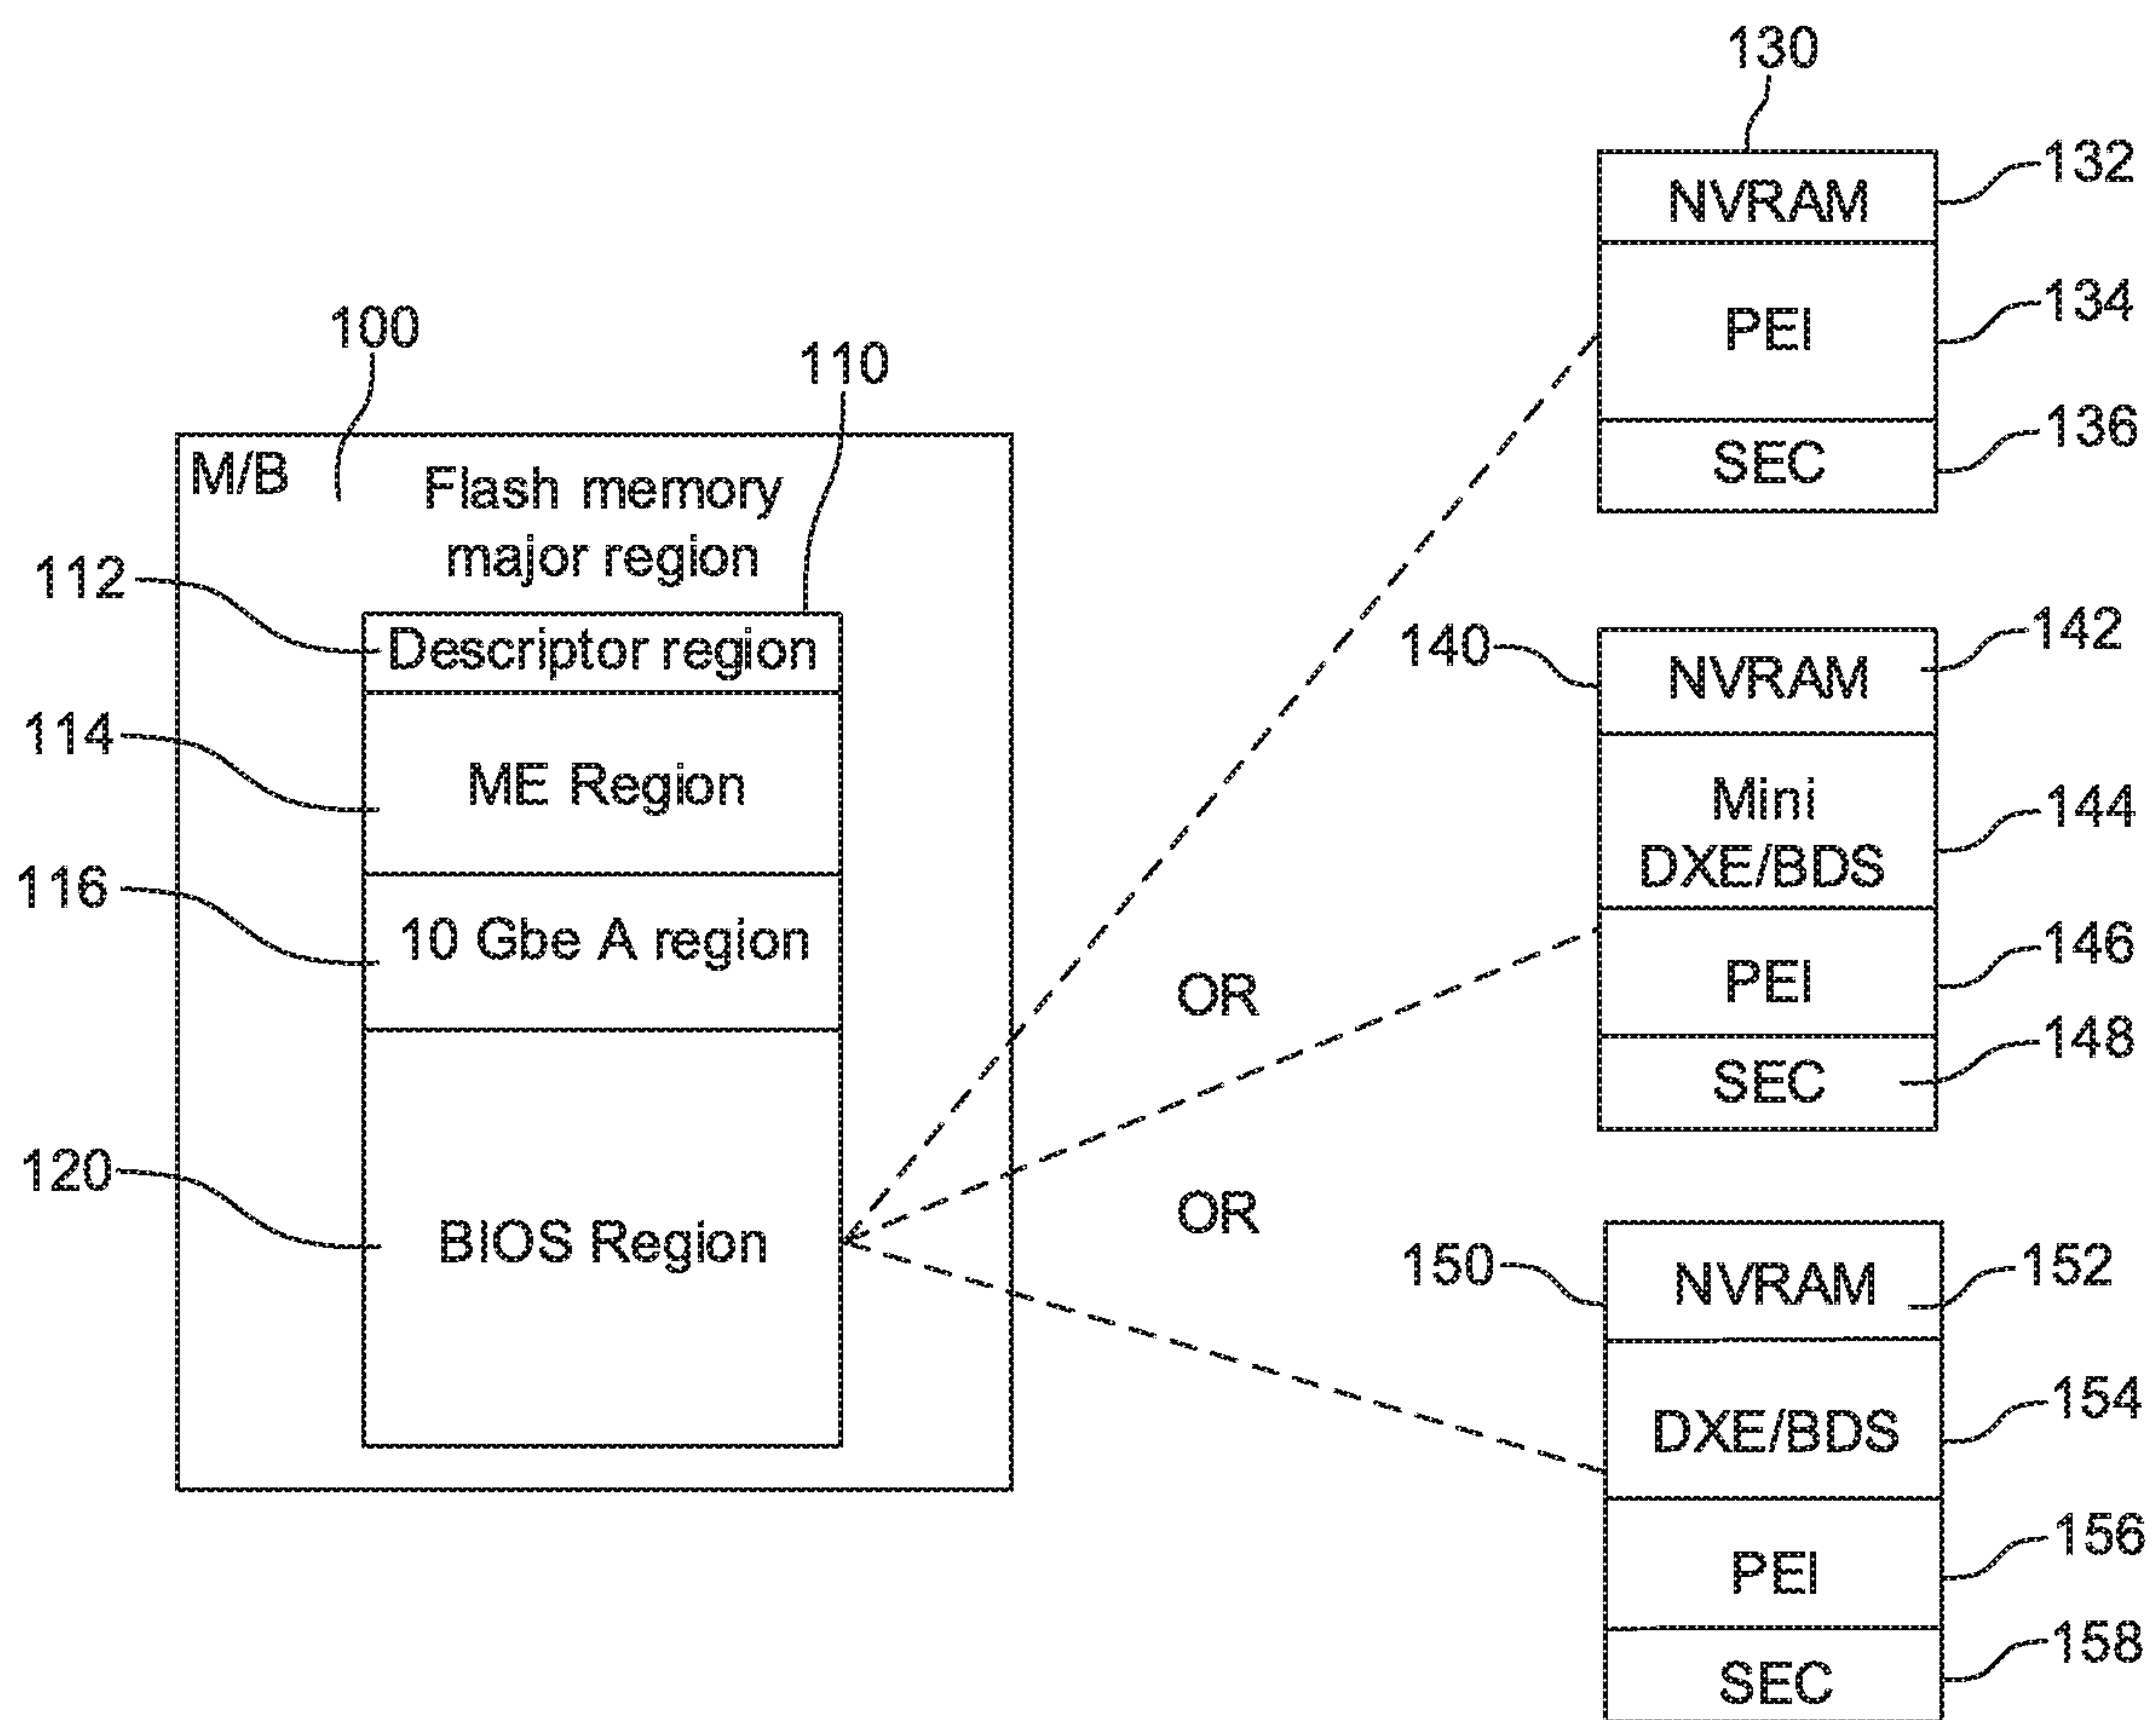 130
NVRAM
132
PEI
134
SEC
136
100
110
M/B
Flash memory
major region
112
Descriptor region
114
ME Region
116
10 Gbe A region
120
BIOS Region
OR
OR
140
NVRAM
142
Mini
DXE/BDS
144
PEI
146
SEC
148
150
NVRAM
152
DXE/BDS
154
PEI
156
SEC
158